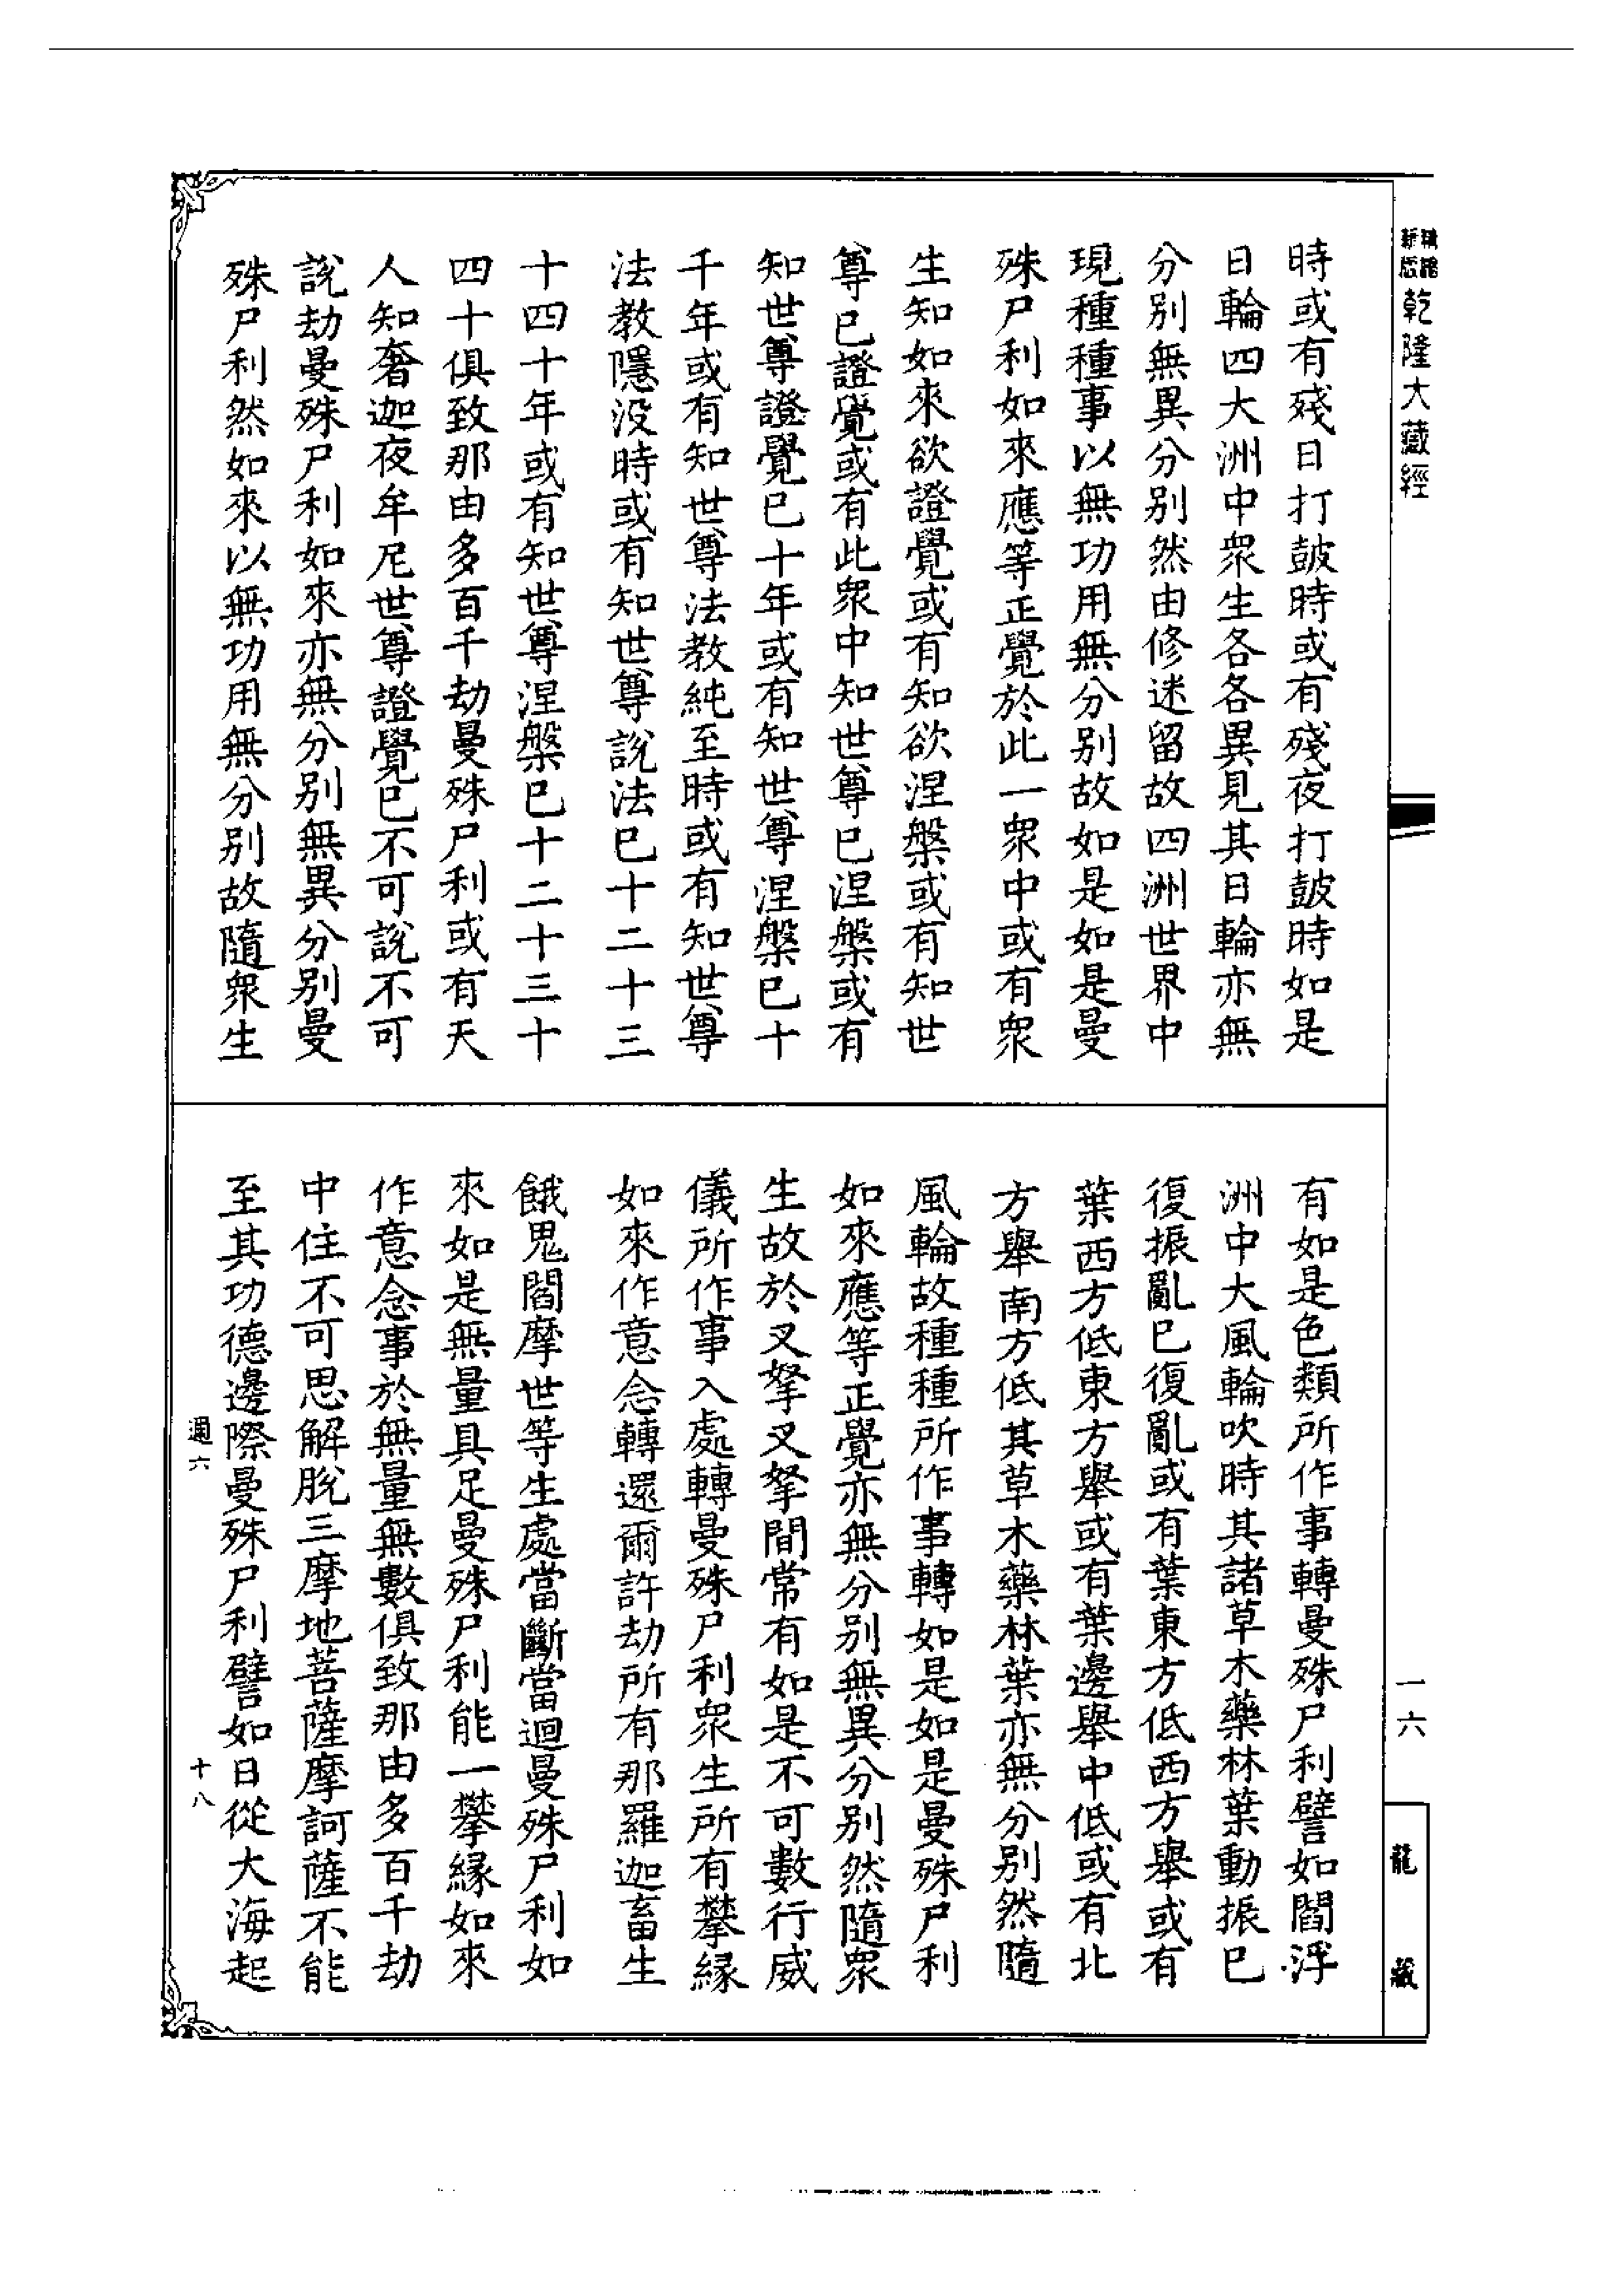 乾隆大藏經
時或有殘日打鼓時或有殘夜打鼓時如是
日輪四大洲中衆生各各異見其日輪亦無
分別無異分別然由修迷留故四洲世界中
現種種事以無功用無分別故如是如是曼
殊尸利如來應等正覺於此一衆中或有衆
生知如來欲證覺或有知欲涅槃或有知世
尊已證覺或有此衆中知世尊已涅槃或有
知世尊證覺已十年或有知世尊涅槃已十
千年或有知世尊法教純至時或有知世尊
法教隱没時或有知世尊說法已十二十三
十四十年或有知世尊涅槃已十二十三十
四十俱致那由多百千劫曼殊尸利或有天
人知奢迦夜牟尼世尊證覺已不可說不可
說劫曼殊尸利如來亦無分別無異分別曼
殊尸利然如來以無功用無分別故隨衆生
有如是色類所作事轉曼殊尸利譬如閻浮
洲中大風輪吹時其諸草木藥林葉動振已
復振亂已復亂或有葉東方低西方舉或有
葉西方低東方舉或有葉邊舉中低或有北
方舉南方低其草木藥林葉亦無分別然隨
風輪故種種所作事轉如是如是曼殊尸利
如來應等正覺亦無分別無異分別然隨衆
生故於叉拏叉拏間常有如是不可數行威
儀所作事入處轉曼殊尸利衆生所有攀緣
如來作意念轉還爾許劫所有那羅迦畜生
餓鬼閻摩世等生處當斷當迴曼殊尸利如
來如是無量具足曼殊尸利能一攀緣如來
作意念事於無量無數俱致那由多百千劫
中住不可思解脫三摩地菩薩摩訶薩不能
至其功德邊際曼殊尸利譬如日從大海起
週六
十八
一六
龍藏